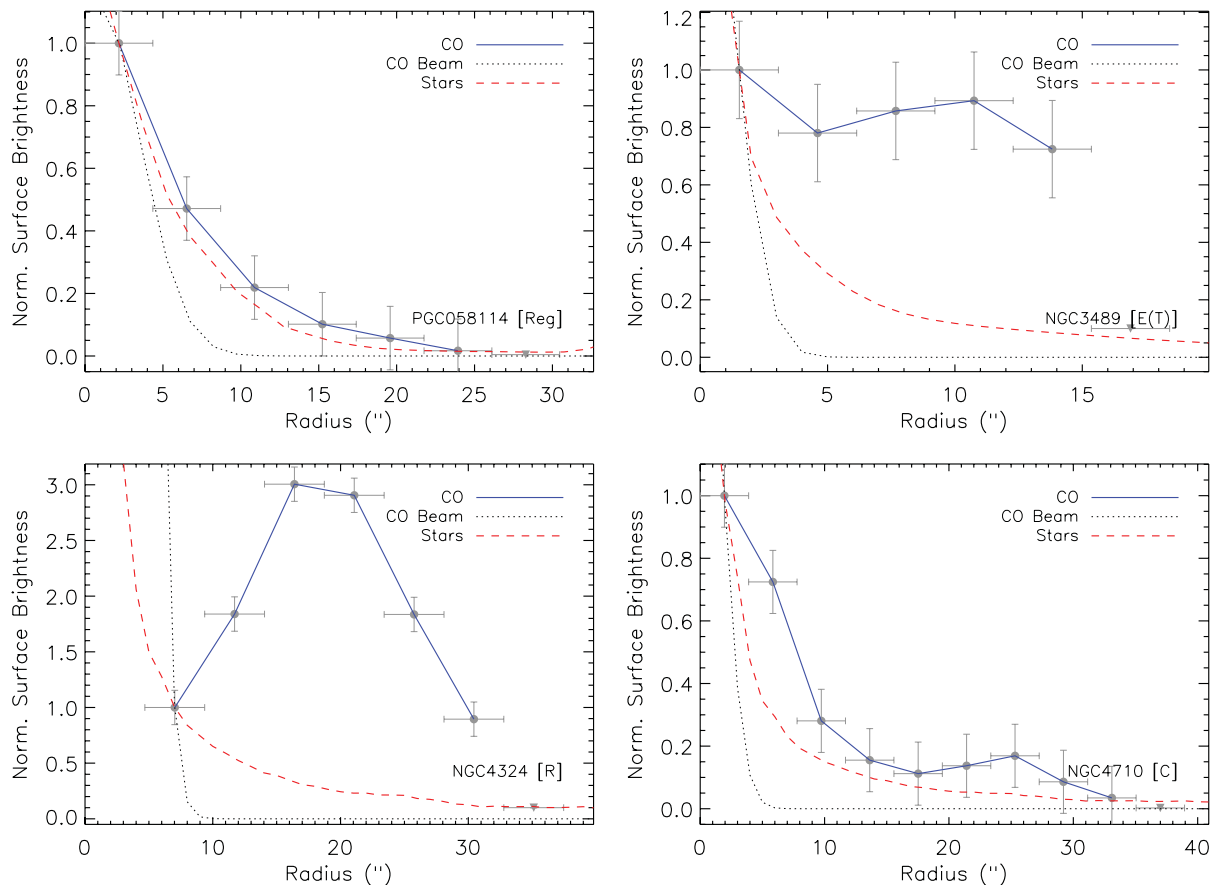 Norm. Surface Brightness
1.0
0.8
0.6
0.4
0.2
0.0
CO
CO Beam
Stars
PGC058114 [Reg]
0 5 10 15 20 25 30
Radius (")
Norm. Surface Brightness
1.2
1.0
0.8
0.6
0.4
0.2
0.0
CO
CO Beam
Stars
NGC3489 [E(T)]
0 5 10 15
Radius (")
Norm. Surface Brightness
3.0
2.5
2.0
1.5
1.0
0.5
0.0
CO
CO Beam
Stars
NGC4324 [R]
0 10 20 30
Radius (")
Norm. Surface Brightness
1.0
0.8
0.6
0.4
0.2
0.0
CO
CO Beam
Stars
NGC4710 [C]
0 10 20 30 40
Radius (")